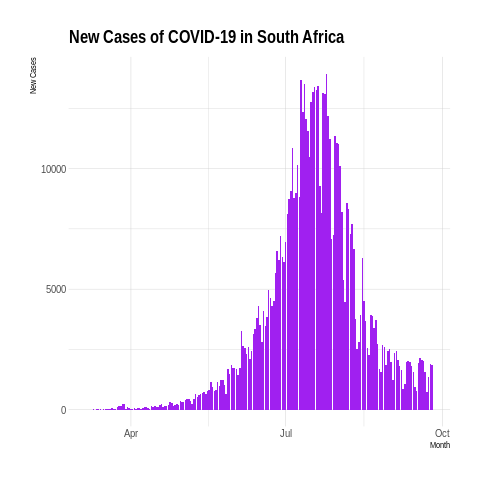 New Cases of COVID-19 in South Africa
New Cases
10000
5000
0
Apr
Jul
Oct
Month